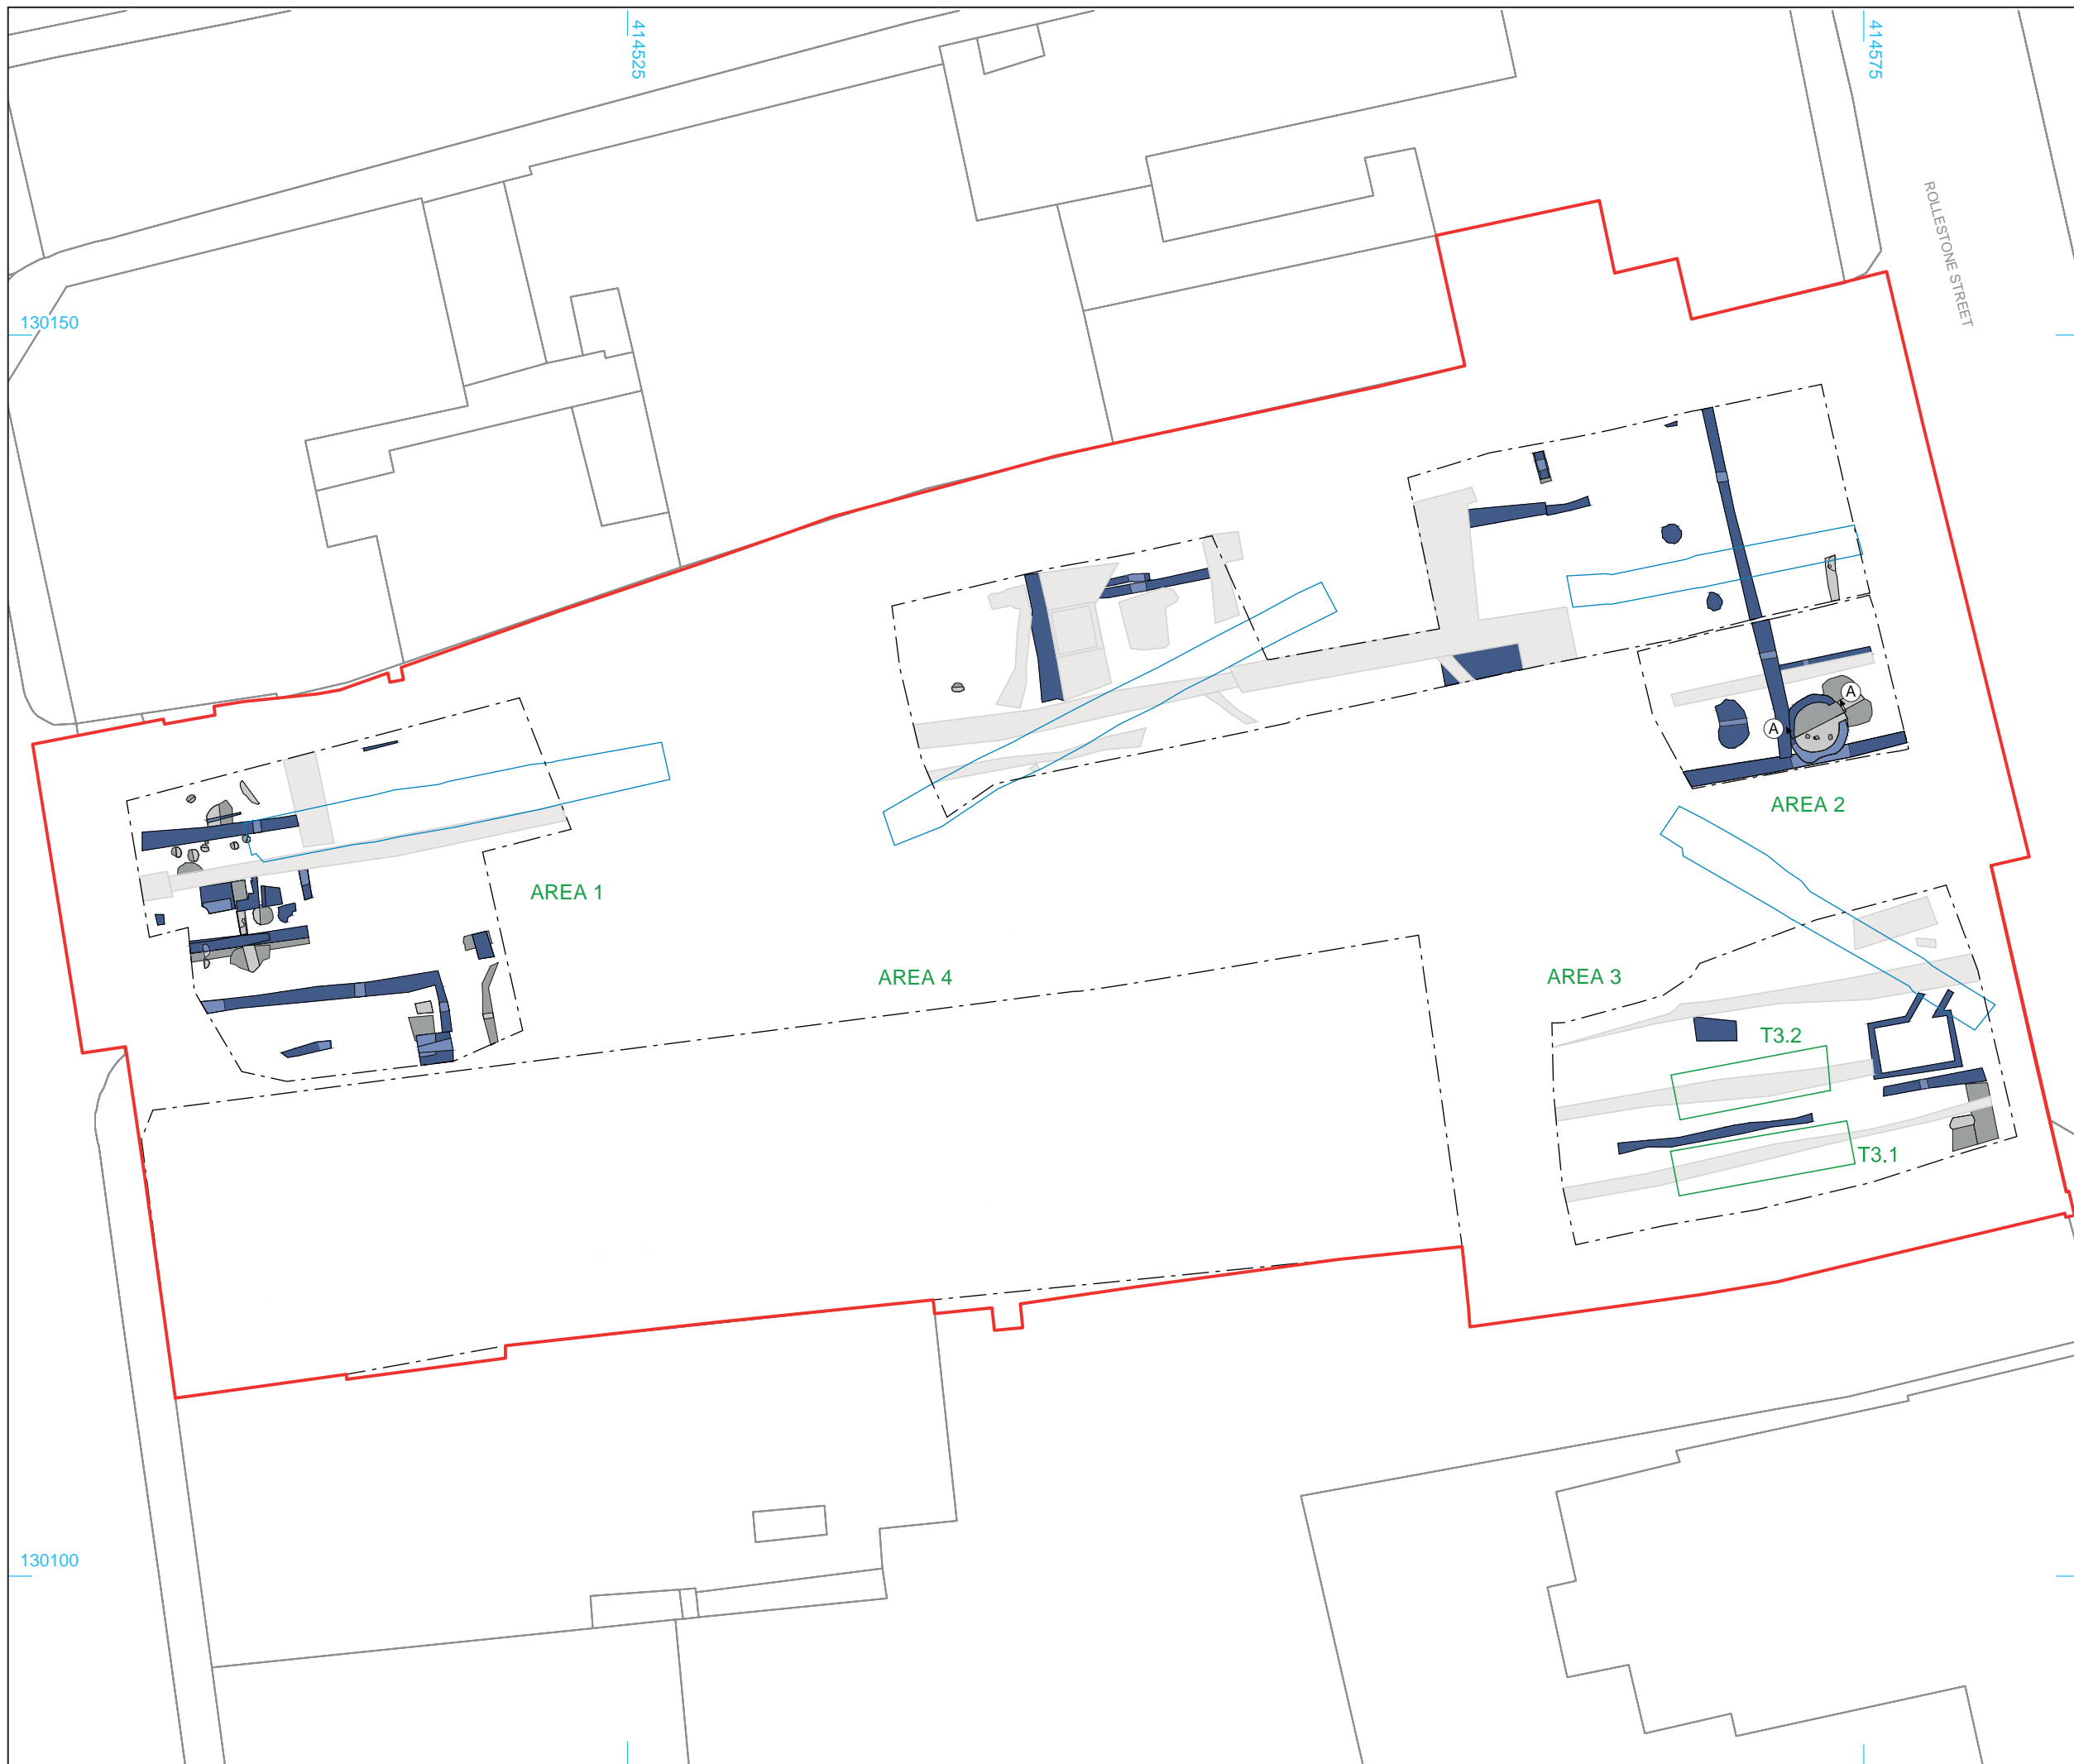 414525
414575
ROLLESTONE STREET
130150
A
A
AREA 2
AREA 1
AREA 4
AREA 3
T3.2
T3.1
130100